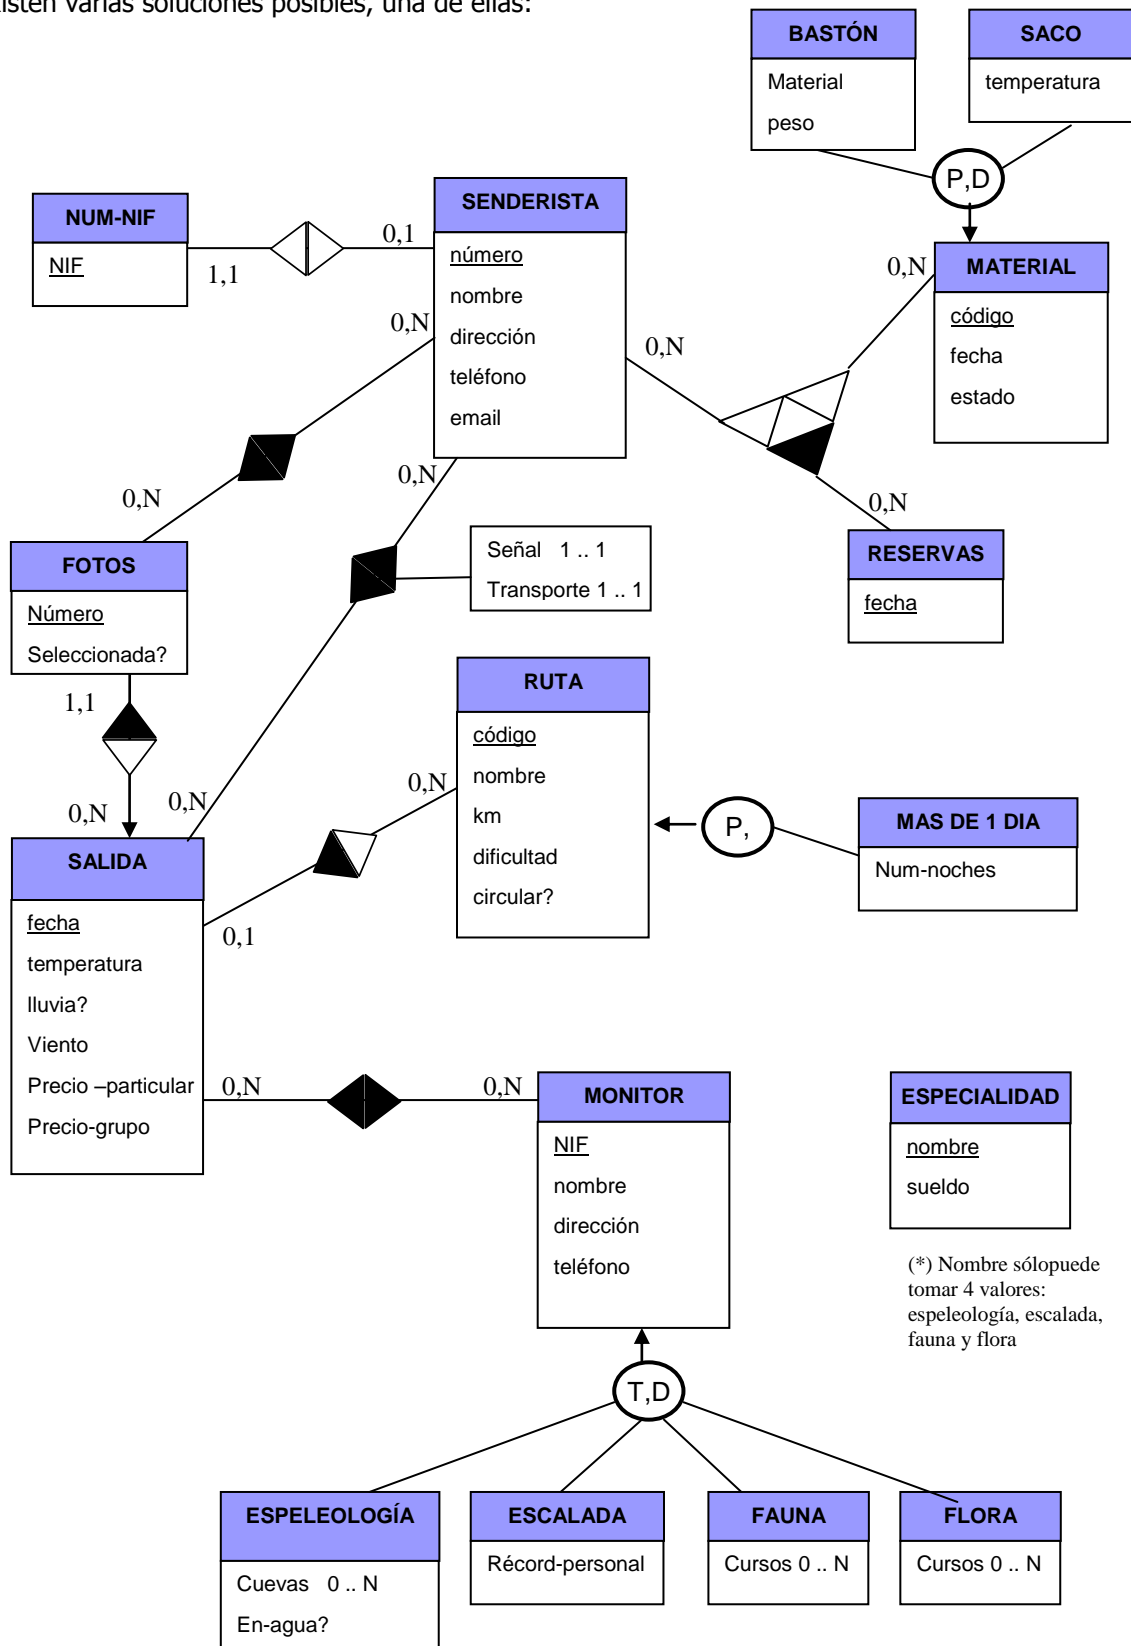 isten varias soluciones posibles, una de ellas:
BASTÓN
Material
peso
SACO
temperatura
P,D
NUM-NIF
NIF
1,1
0,1
SENDERISTA
número
nombre
dirección
teléfono
email
0,N
MATERIAL
código
fecha
estado
0,N
0,N
0,N
0,N
0,N
RESERVAS
fecha
FOTOS
Número
Seleccionada?
Señal 1 .. 1
Transporte 1 .. 1
1,1
0,N
0,N
RUTA
código
nombre
km
dificultad
circular?
0,N
0,1
P,
MAS DE 1 DIA
Num-noches
SALIDA
fecha
temperatura
lluvia?
Viento
Precio –particular
Precio-grupo
0,N
0,N
MONITOR
NIF
nombre
dirección
teléfono
ESPECIALIDAD
nombre
sueldo
(*) Nombre sólopuede
tomar 4 valores:
espeleología, escalada,
fauna y flora
T,D
ESPELEOLOGÍA
Cuevas 0 .. N
En-agua?
ESCALADA
Récord-personal
FAUNA
Cursos 0 .. N
FLORA
Cursos 0 .. N